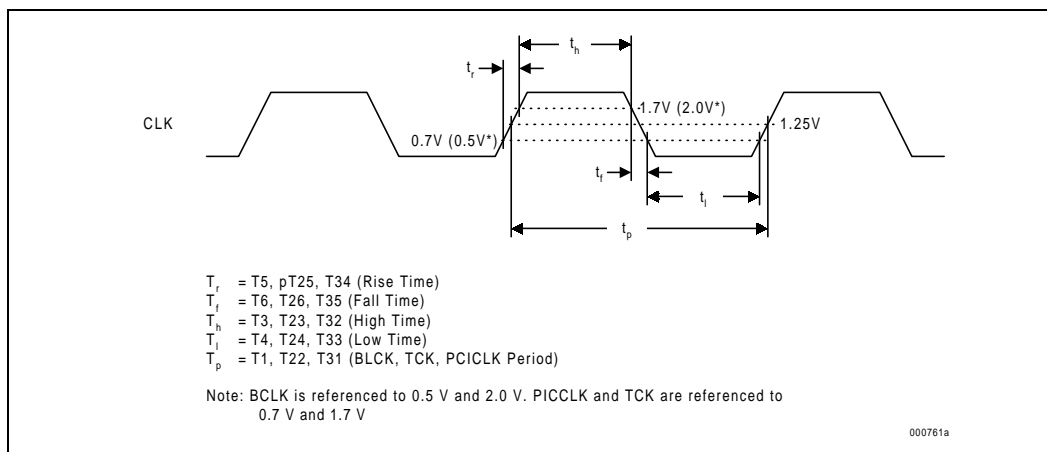 t_h
t_r
CLK
1.7V (2.0V*)
1.25V
0.7V (0.5V*)
t_f
t_l
t_p
T_r = T5, pT25, T34 (Rise Time)
T_f = T6, T26, T35 (Fall Time)
T_h = T3, T23, T32 (High Time)
T_l = T4, T24, T33 (Low Time)
T_p = T1, T22, T31 (BLCK, TCK, PCICLK Period)
Note: BCLK is referenced to 0.5 V and 2.0 V. PICCLK and TCK are referenced to
0.7 V and 1.7 V
000761a